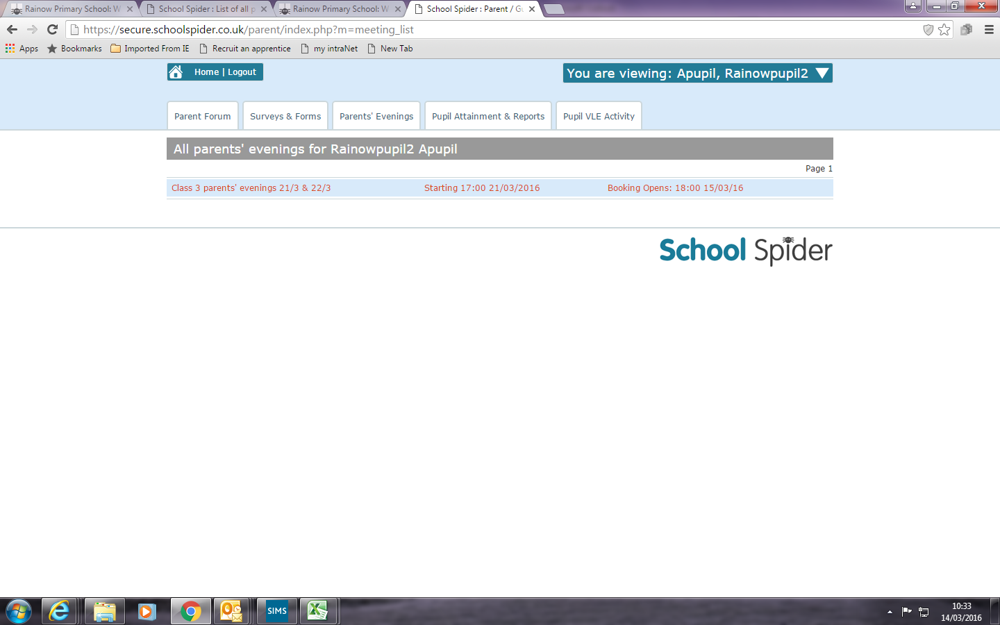 Rainow Primary School: W
School Spider : List of all p
Rainow Primary School: W
School Spider : Parent / Gu
https://secure.schoolspider.co.uk/parent/index.php?m=meeting_list
Apps Bookmarks Imported From IE Recruit an apprentice my intraNet New Tab
Home | Logout
You are viewing: Apupil, Rainowpupil2
Parent Forum Surveys & Forms Parents' Evenings Pupil Attainment & Reports Pupil VLE Activity
All parents' evenings for Rainowpupil2 Apupil
Page 1
Class 3 parents' evenings 21/3 & 22/3 Starting 17:00 21/03/2016 Booking Opens: 18:00 15/03/16
School Spider
SIMS
10:33
14/03/2016